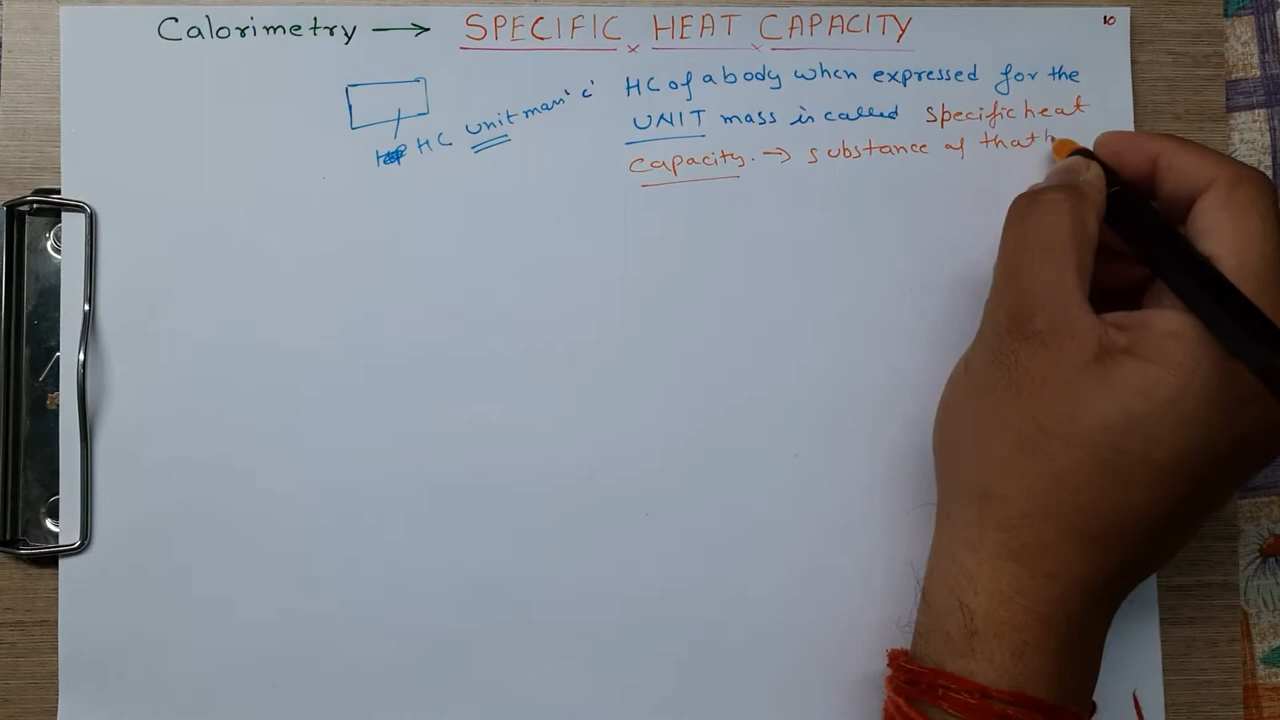 Calorimetry → SPECIFIC HEAT CAPACITY
10
HC of a body when expressed for the
UNIT mass is called specific heat
capacity. → substance of that b
HC unit mass 'c'